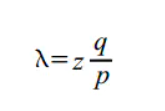 λ = z q/p